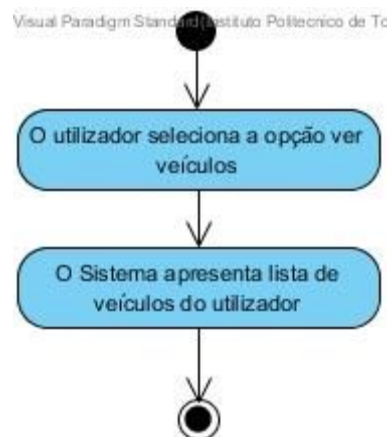 Visual Paradigm Standard(Instituto Politecnico de To
O utilizador seleciona a opção ver
veículos
O Sistema apresenta lista de
veículos do utilizador